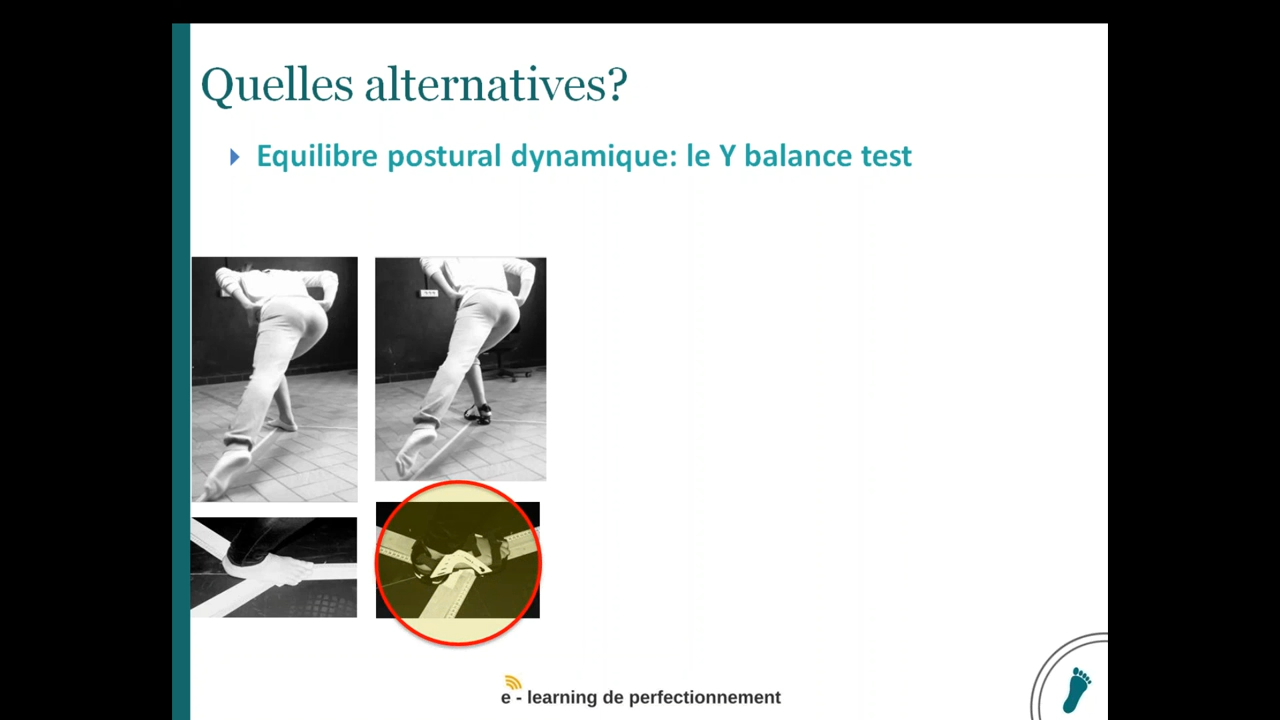 Quelles alternatives?
Equilibre postural dynamique: le Y balance test
e - learning de perfectionnement